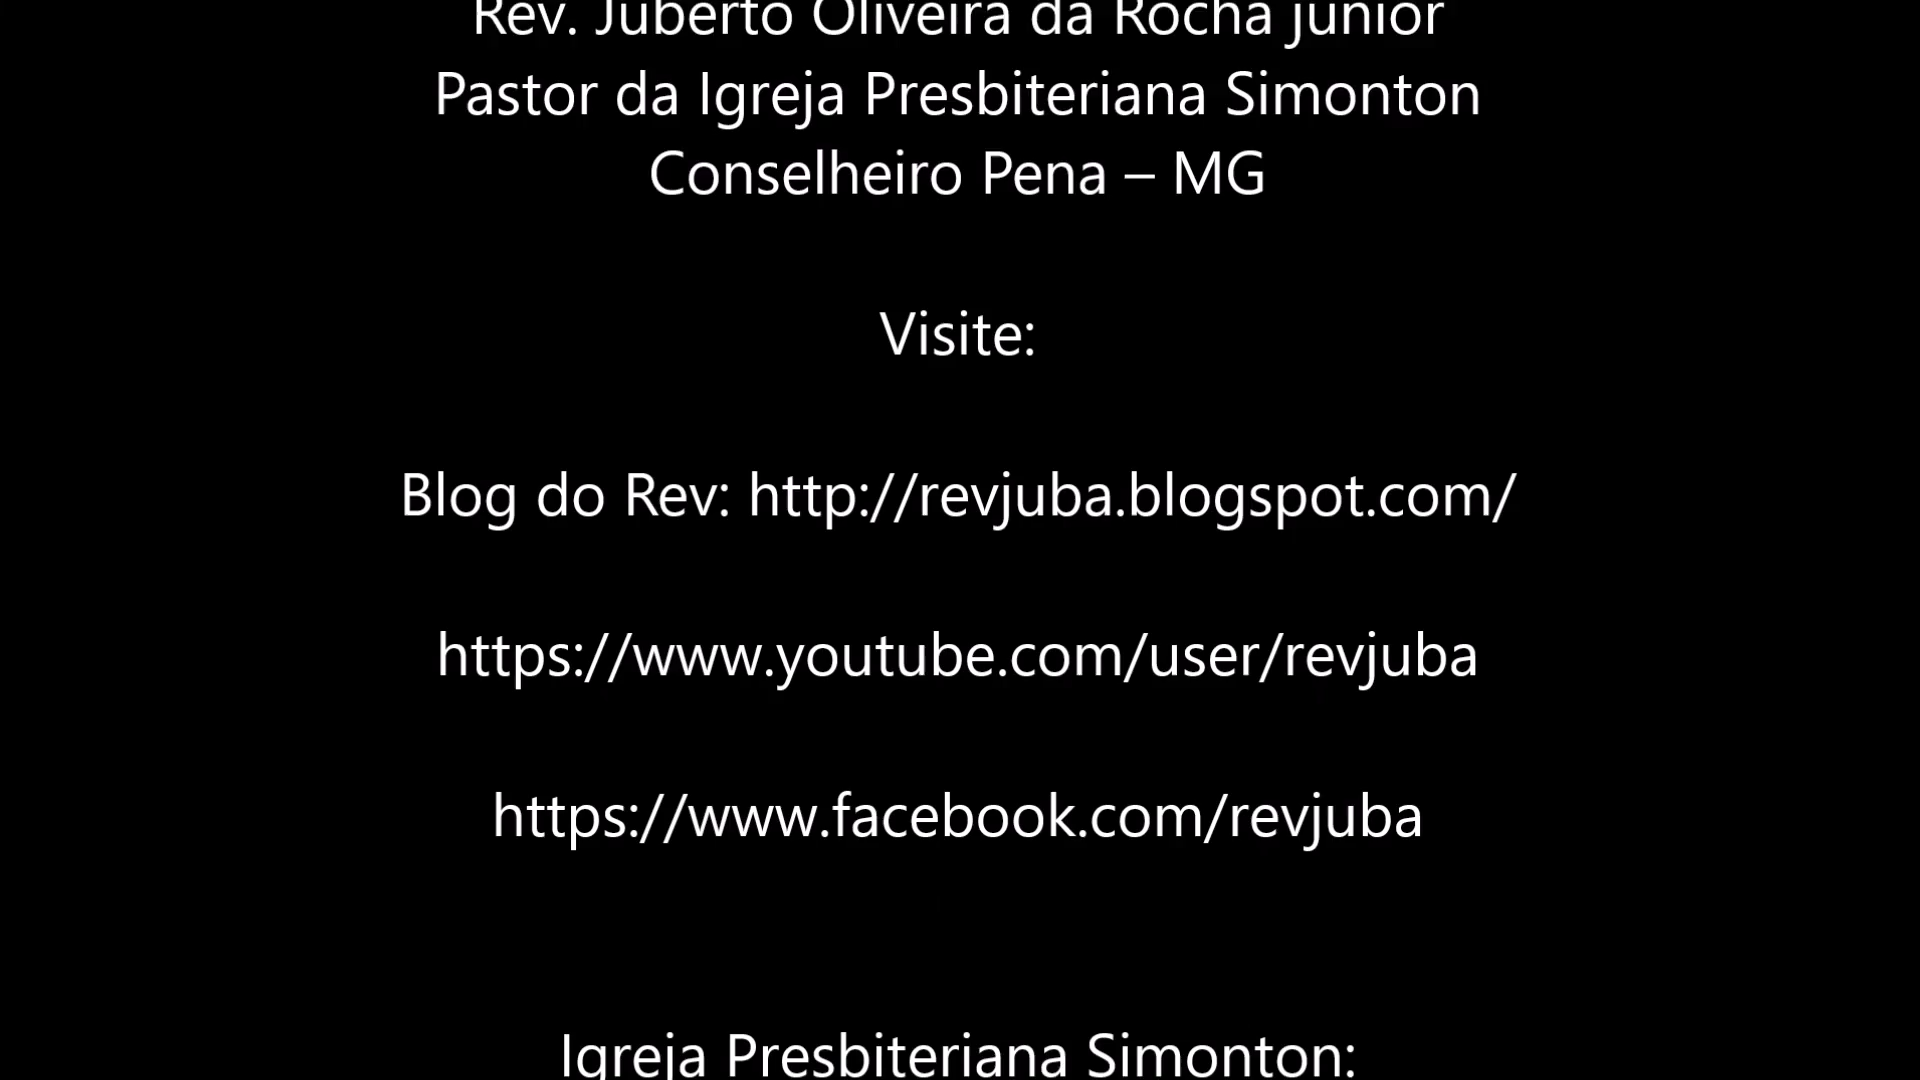 Rev. Juberto Oliveira da Rocha júnior
Pastor da Igreja Presbiteriana Simonton
Conselheiro Pena – MG
Visite:
Blog do Rev: http://revjuba.blogspot.com/
https://www.youtube.com/user/revjuba
https://www.facebook.com/revjuba
Igreja Presbiteriana Simonton: